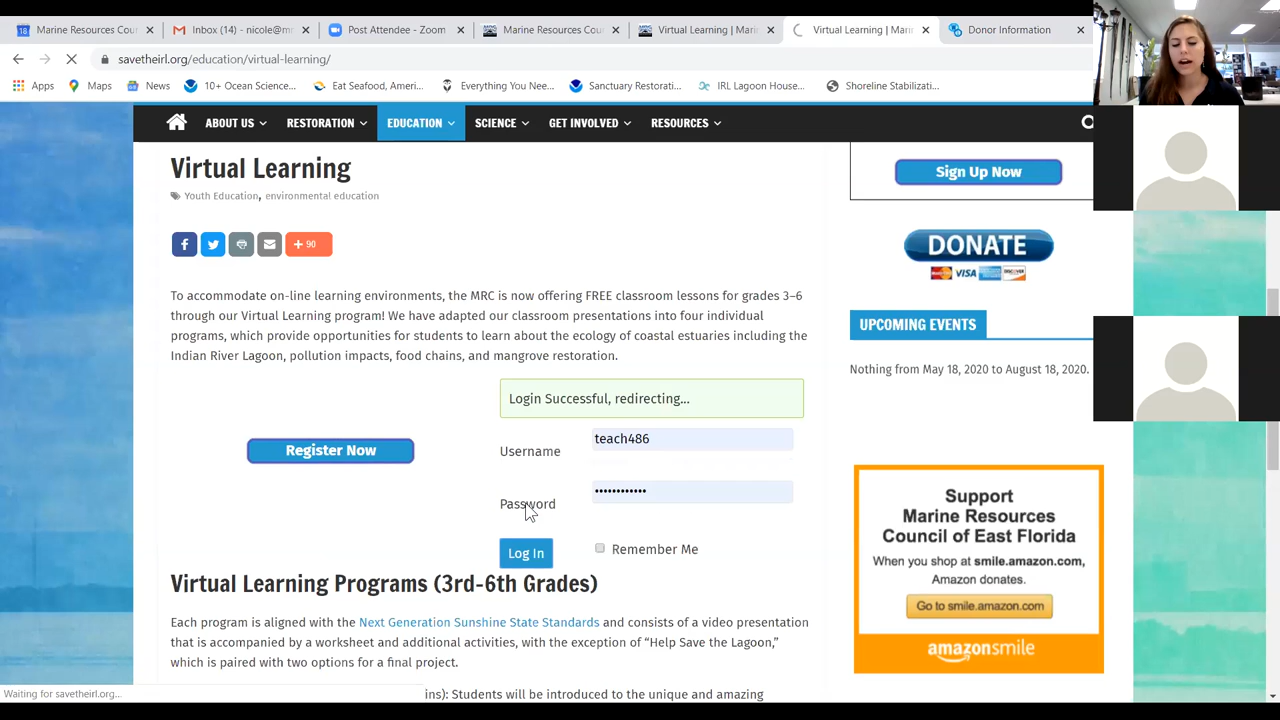 Marine Resources Cour
Inbox (14) - nicole@mr
Post Attendee - Zoom
Marine Resources Cou
Virtual Learning | Mari
Virtual Learning | Mari
Donor Information
savetheirl.org/education/virtual-learning/
Apps
Maps
News
10+ Ocean Science...
Eat Seafood, Ameri...
Everything You Nee...
Sanctuary Restorati...
IRL Lagoon House...
Shoreline Stabilizati...
ABOUT US
RESTORATION
EDUCATION
SCIENCE
GET INVOLVED
RESOURCES
Virtual Learning
Youth Education, environmental education
90
To accommodate on-line learning environments, the MRC is now offering FREE classroom lessons for grades 3–6
through our Virtual Learning program! We have adapted our classroom presentations into four individual
programs, which provide opportunities for students to learn about the ecology of coastal estuaries including the
Indian River Lagoon, pollution impacts, food chains, and mangrove restoration.
Login Successful, redirecting...
Username
teach486
Register Now
Password
••••••••••••
Log In
Remember Me
Virtual Learning Programs (3rd-6th Grades)
Each program is aligned with the Next Generation Sunshine State Standards and consists of a video presentation
that is accompanied by a worksheet and additional activities, with the exception of “Help Save the Lagoon,”
which is paired with two options for a final project.
ins): Students will be introduced to the unique and amazing
Waiting for savetheirl.org...
Sign Up Now
DONATE
MasterCard
VISA
DISCOVER
UPCOMING EVENTS
Nothing from May 18, 2020 to August 18, 2020.
Support
Marine Resources
Council of East Florida
When you shop at smile.amazon.com,
Amazon donates.
Go to smile.amazon.com
amazonsmile